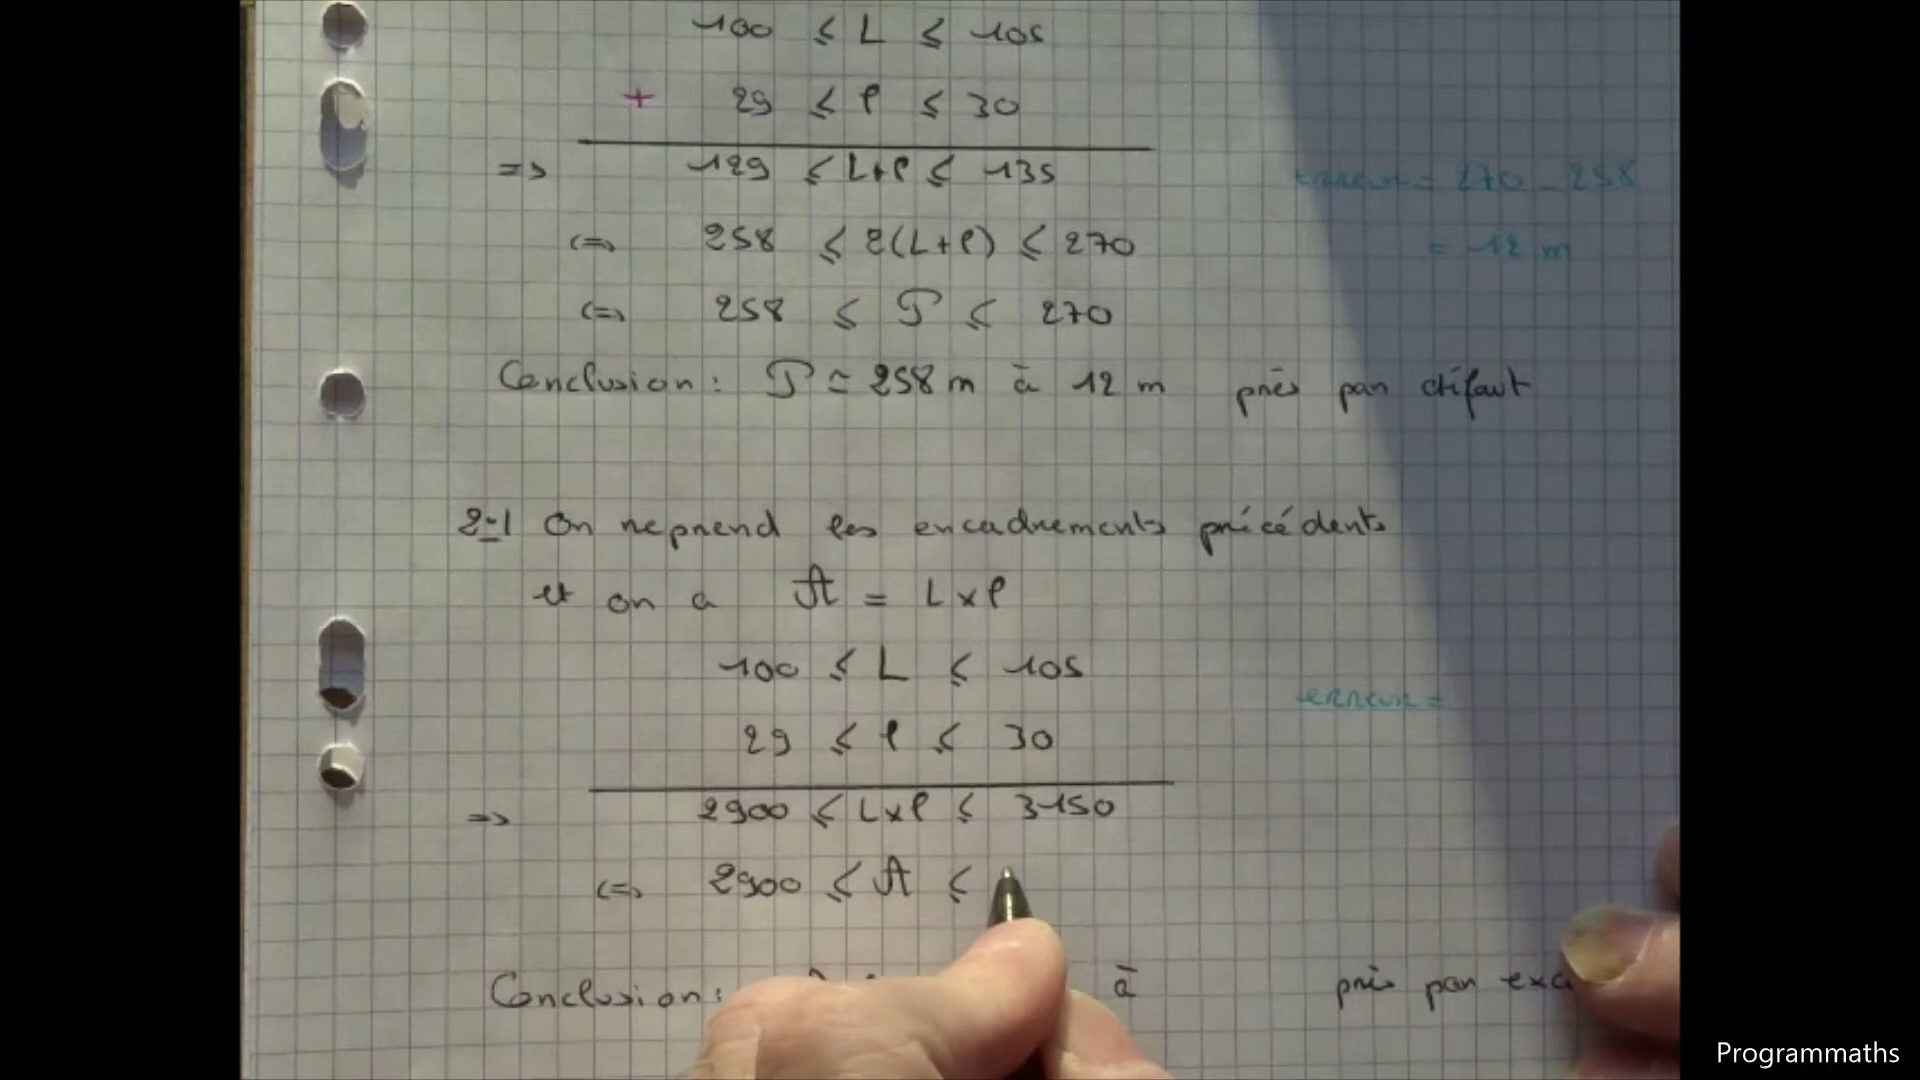 100 ⩽ L ⩽ 105
+ 29 ⩽ l ⩽ 30
=> 129 ⩽ L+l ⩽ 135
erreur = 270 - 258
<=> 258 ⩽ 2(L+l) ⩽ 270
= 12 m
<=> 258 ⩽ P ⩽ 270
Conclusion : P ≃ 258 m à 12 m près par défaut
2-| On reprend les encadrements précédents
et on a A = L x l
100 ⩽ L ⩽ 105
erreur =
29 ⩽ l ⩽ 30
=> 2900 ⩽ L x l ⩽ 3150
<=> 2900 ⩽ A ⩽
Conclusion : à près par
Programmaths